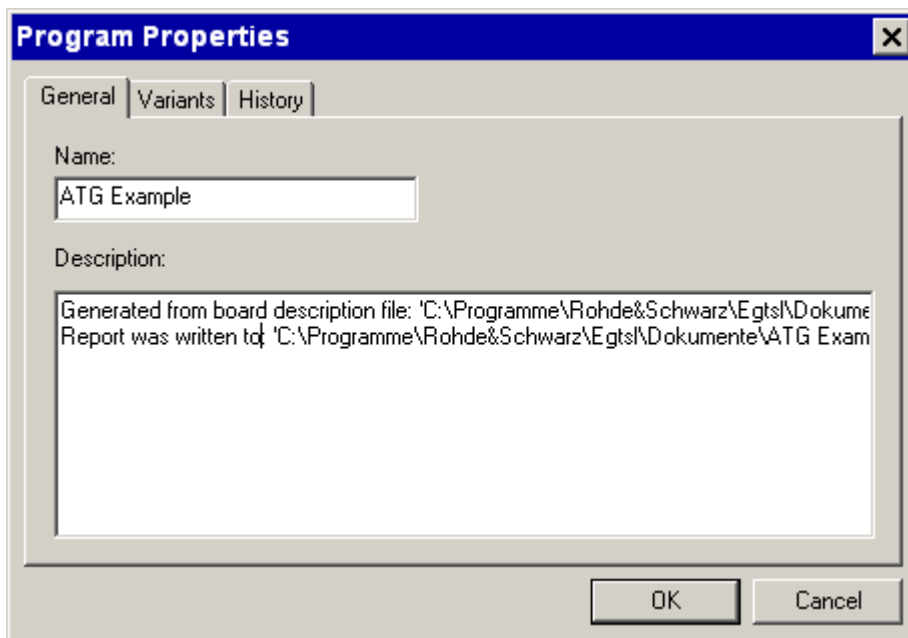 Program Properties
General Variants History
Name:
ATG Example
Description:
Generated from board description file: 'C:\Programme\Rohde&Schwarz\Egtsl\Dokume
Report was written to: 'C:\Programme\Rohde&Schwarz\Egtsl\Dokumente\ATG Exam
OK Cancel